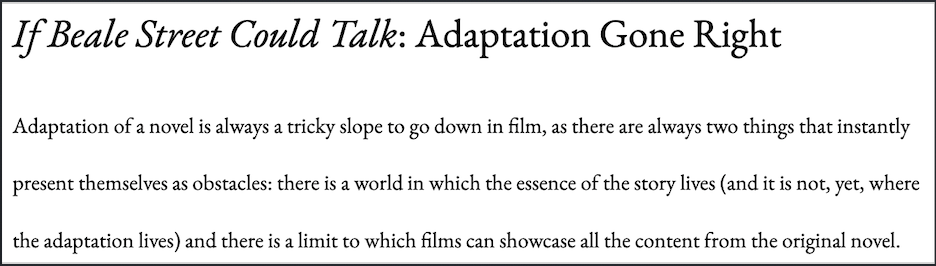 If Beale Street Could Talk: Adaptation Gone Right
Adaptation of a novel is always a tricky slope to go down in film, as there are always two things that instantly
present themselves as obstacles: there is a world in which the essence of the story lives (and it is not, yet, where
the adaptation lives) and there is a limit to which films can showcase all the content from the original novel.